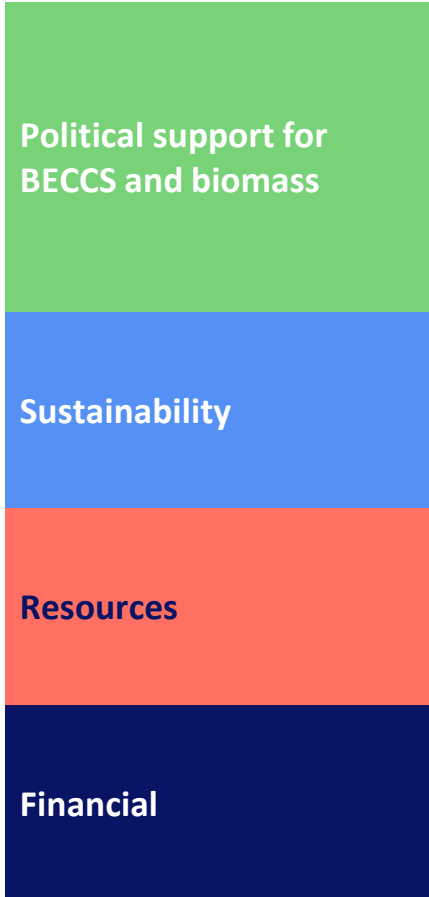 Political support for
BECCS and biomass
Sustainability
Resources
Financial